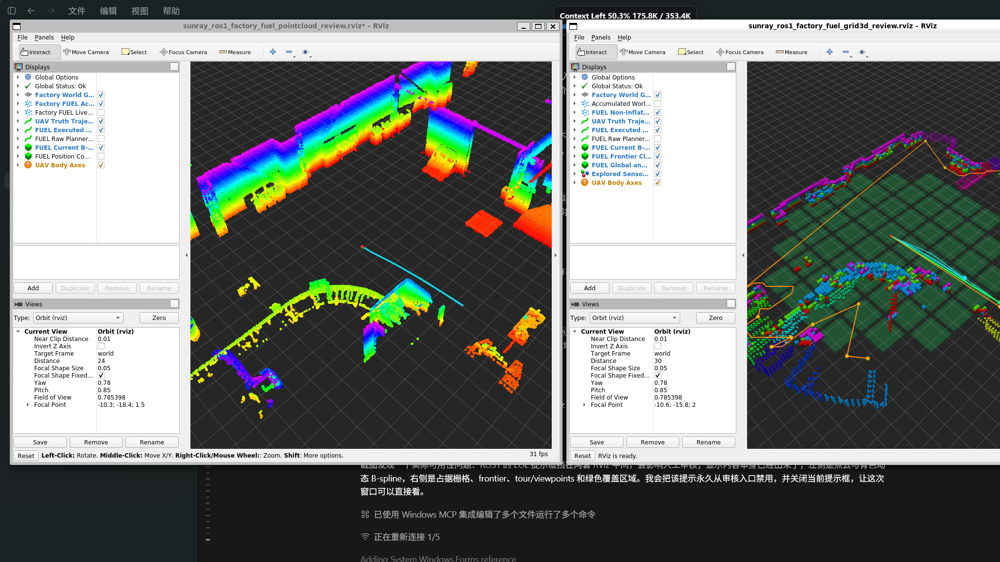 文件 编辑 视图 帮助
Context Left 50.3% 175.8K / 353.4K
sunray_ros1_factory_fuel_pointcloud_review.rviz* - RViz
File Panels Help
Interact Move Camera Select Focus Camera Measure
Displays
Global Options
Global Status: Ok
Factory World G...
Factory FUEL Ac...
Factory FUEL Live...
UAV Truth Traje...
FUEL Executed ...
FUEL Raw Planner...
FUEL Current B-...
FUEL Position Co...
UAV Body Axes
Add Duplicate Remove Rename
Views
Type: Orbit (rviz) Zero
Current View Orbit (rviz)
Near Clip Distance 0.01
Invert Z Axis
Target Frame world
Distance 24
Focal Shape Size 0.05
Focal Shape Fixed...
Yaw 0.78
Pitch 0.85
Field of View 0.785398
Focal Point -10.3; -18.4; 1.5
Save Remove Rename
Reset Left-Click: Rotate. Middle-Click: Move X/Y. Right-Click/Mouse Wheel:: Zoom. Shift: More options.
31 fps
sunray_ros1_factory_fuel_grid3d_review.rviz - RViz
File Panels Help
Interact Move Camera Select Focus Camera Measure
Displays
Global Options
Global Status: Ok
Factory World G...
Accumulated Worl...
FUEL Non-Inflat...
UAV Truth Traje...
FUEL Executed ...
FUEL Raw Planner...
FUEL Current B-...
FUEL Frontier Cl...
FUEL Global an...
Explored Senso...
UAV Body Axes
Add Duplicate Remove Rename
Views
Type: Orbit (rviz) Zero
Current View Orbit (rviz)
Near Clip Distance 0.01
Invert Z Axis
Target Frame world
Distance 30
Focal Shape Size 0.05
Focal Shape Fixed...
Yaw 0.78
Pitch 0.85
Field of View 0.785398
Focal Point -10.6; -15.8; 2
Save Remove Rename
Reset RViz is ready.
态 B-spline，右侧是占据栅格、frontier、tour/viewpoints 和绿色覆盖区域。我会把该提示永久从审核入口禁用，并关闭当前提示框，让这次
窗口可以直接看。
已使用 Windows MCP 集成编辑了多个文件运行了多个命令
正在重新连接 1/5
Adding System.Windows.Forms reference